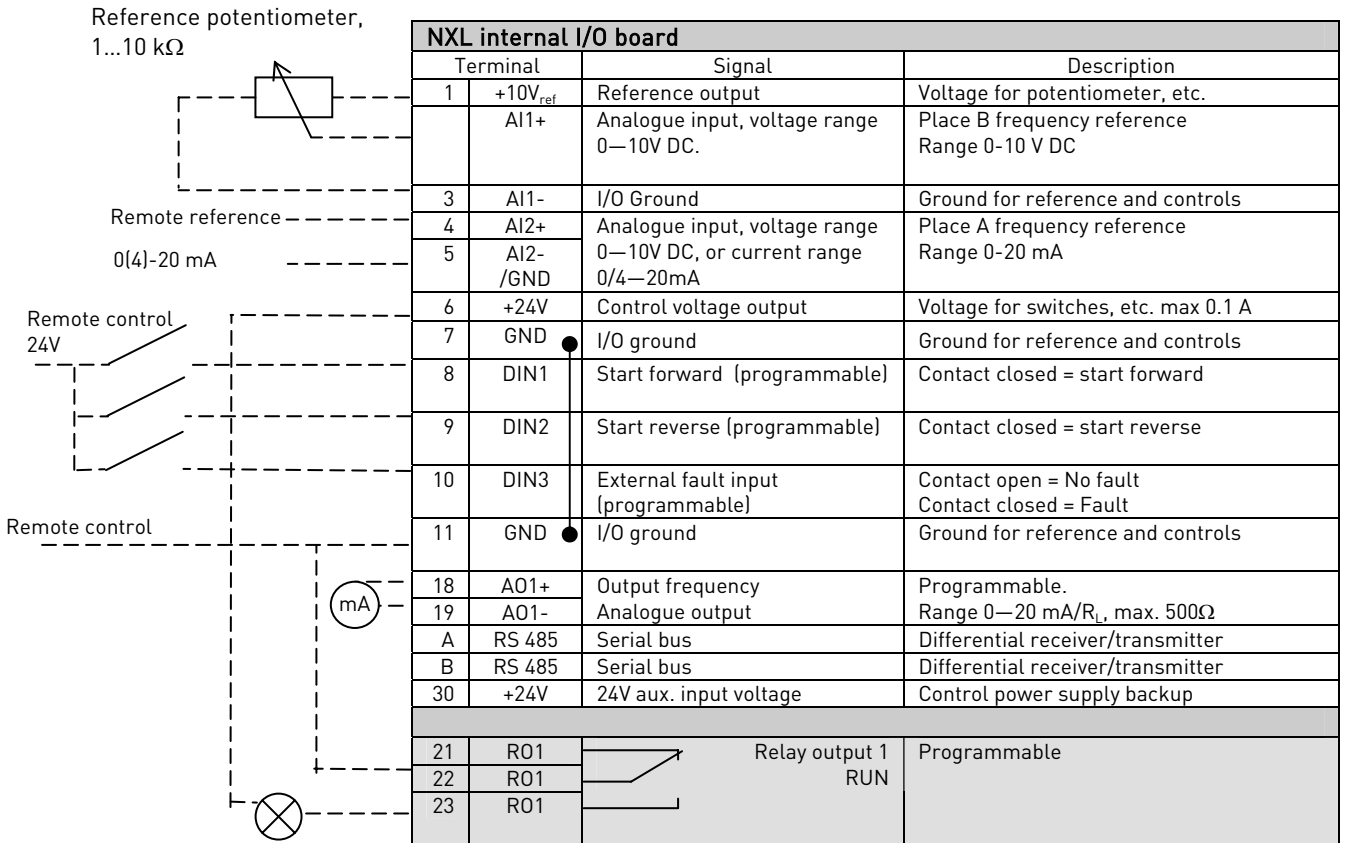 Reference potentiometer,
1...10 kΩ
NXL internal I/O board
Terminal Signal Description
1 +10Vref Reference output Voltage for potentiometer, etc.
AI1+ Analogue input, voltage range Place B frequency reference
0—10V DC. Range 0-10 V DC
3 AI1- I/O Ground Ground for reference and controls
Remote reference
4 AI2+ Analogue input, voltage range Place A frequency reference
0(4)-20 mA
5 AI2- 0—10V DC, or current range Range 0-20 mA
/GND 0/4—20mA
6 +24V Control voltage output Voltage for switches, etc. max 0.1 A
Remote control
24V
7 GND I/O ground Ground for reference and controls
8 DIN1 Start forward (programmable) Contact closed = start forward
9 DIN2 Start reverse (programmable) Contact closed = start reverse
10 DIN3 External fault input Contact open = No fault
(programmable) Contact closed = Fault
Remote control
11 GND I/O ground Ground for reference and controls
mA
18 AO1+ Output frequency Programmable.
19 AO1- Analogue output Range 0—20 mA/RL, max. 500Ω
A RS 485 Serial bus Differential receiver/transmitter
B RS 485 Serial bus Differential receiver/transmitter
30 +24V 24V aux. input voltage Control power supply backup
21 RO1 Relay output 1 Programmable
22 RO1 RUN
23 RO1